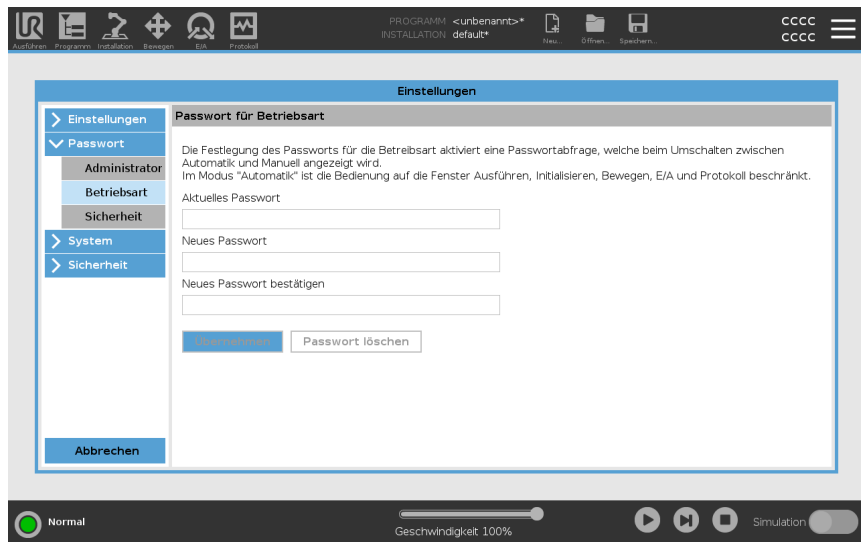 UR
PROGRAMM <unbenannt>*
INSTALLATION default*
Ausführen Programm Installation Bewegen E/A Protokoll
Neu... Öffnen... Speichern...
CCCC
CCCC
Einstellungen
Einstellungen
Passwort
Administrator
Betriebsart
Sicherheit
System
Sicherheit
Abbrechen
Passwort für Betriebsart
Die Festlegung des Passworts für die Betreibsart aktiviert eine Passwortabfrage, welche beim Umschalten zwischen
Automatik und Manuell angezeigt wird.
Im Modus "Automatik" ist die Bedienung auf die Fenster Ausführen, Initialisieren, Bewegen, E/A und Protokoll beschränkt.
Aktuelles Passwort
Neues Passwort
Neues Passwort bestätigen
Übernehmen Passwort löschen
Normal
Geschwindigkeit 100%
Simulation